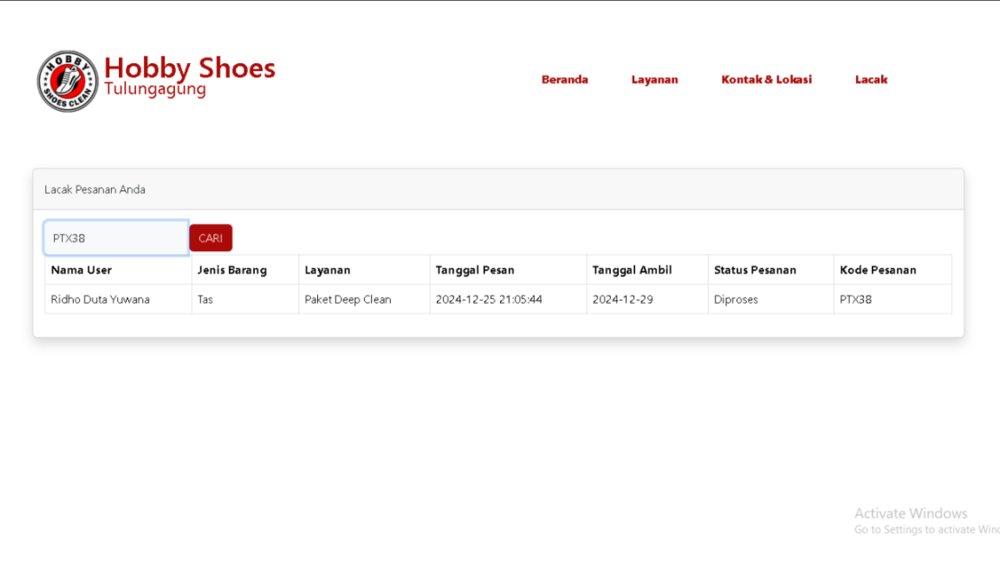 HOBBY
SHOES CLEAN
Hobby Shoes
Tulungagung
Beranda Layanan Kontak & Lokasi Lacak
Lacak Pesanan Anda
PTX38 CARI
Nama User Jenis Barang Layanan Tanggal Pesan Tanggal Ambil Status Pesanan Kode Pesanan
Ridho Duta Yuwana Tas Paket Deep Clean 2024-12-25 21:05:44 2024-12-29 Diproses PTX38
Activate Windows
Go to Settings to activate Win